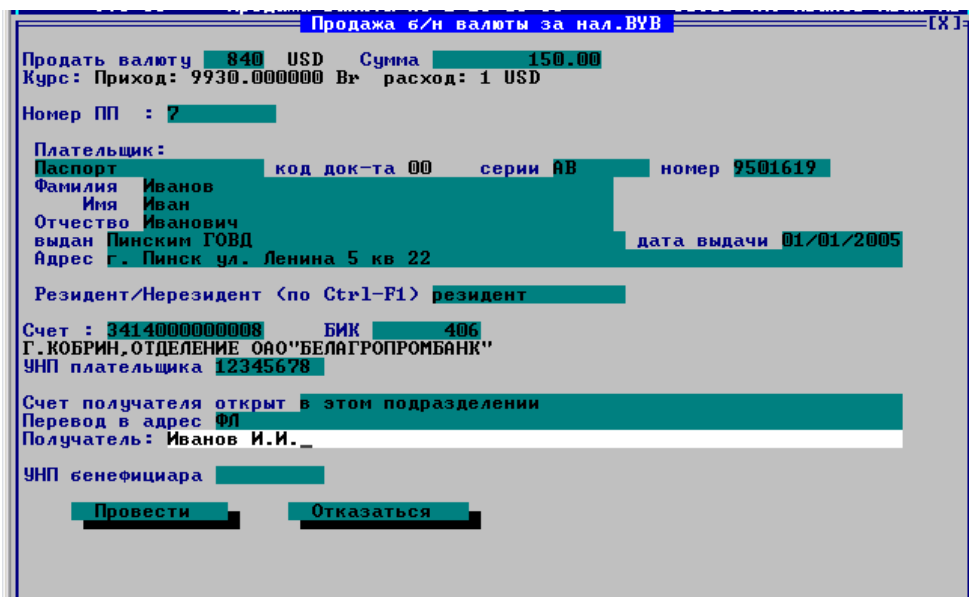 Продажа б/н валюты за нал.BYB [X]
Продать валюту 840 USD Сумма 150.00
Курс: Приход: 9930.000000 Br расход: 1 USD
Номер ПП : 7
Плательщик:
Паспорт код док-та 00 серии АВ номер 9501619
Фамилия Иванов
Имя Иван
Отчество Иванович
выдан Пинским ГОВД дата выдачи 01/01/2005
Адрес г. Пинск ул. Ленина 5 кв 22
Резидент/Нерезидент (по Ctrl-F1) резидент
Счет : 3414000000008 БИК 406
Г.КОБРИН,ОТДЕЛЕНИЕ ОАО"БЕЛАГРОПРОМБАНК"
УНП плательщика 12345678
Счет получателя открыт в этом подразделении
Перевод в адрес ФЛ
Получатель: Иванов И.И._
УНП бенефициара
Провести Отказаться